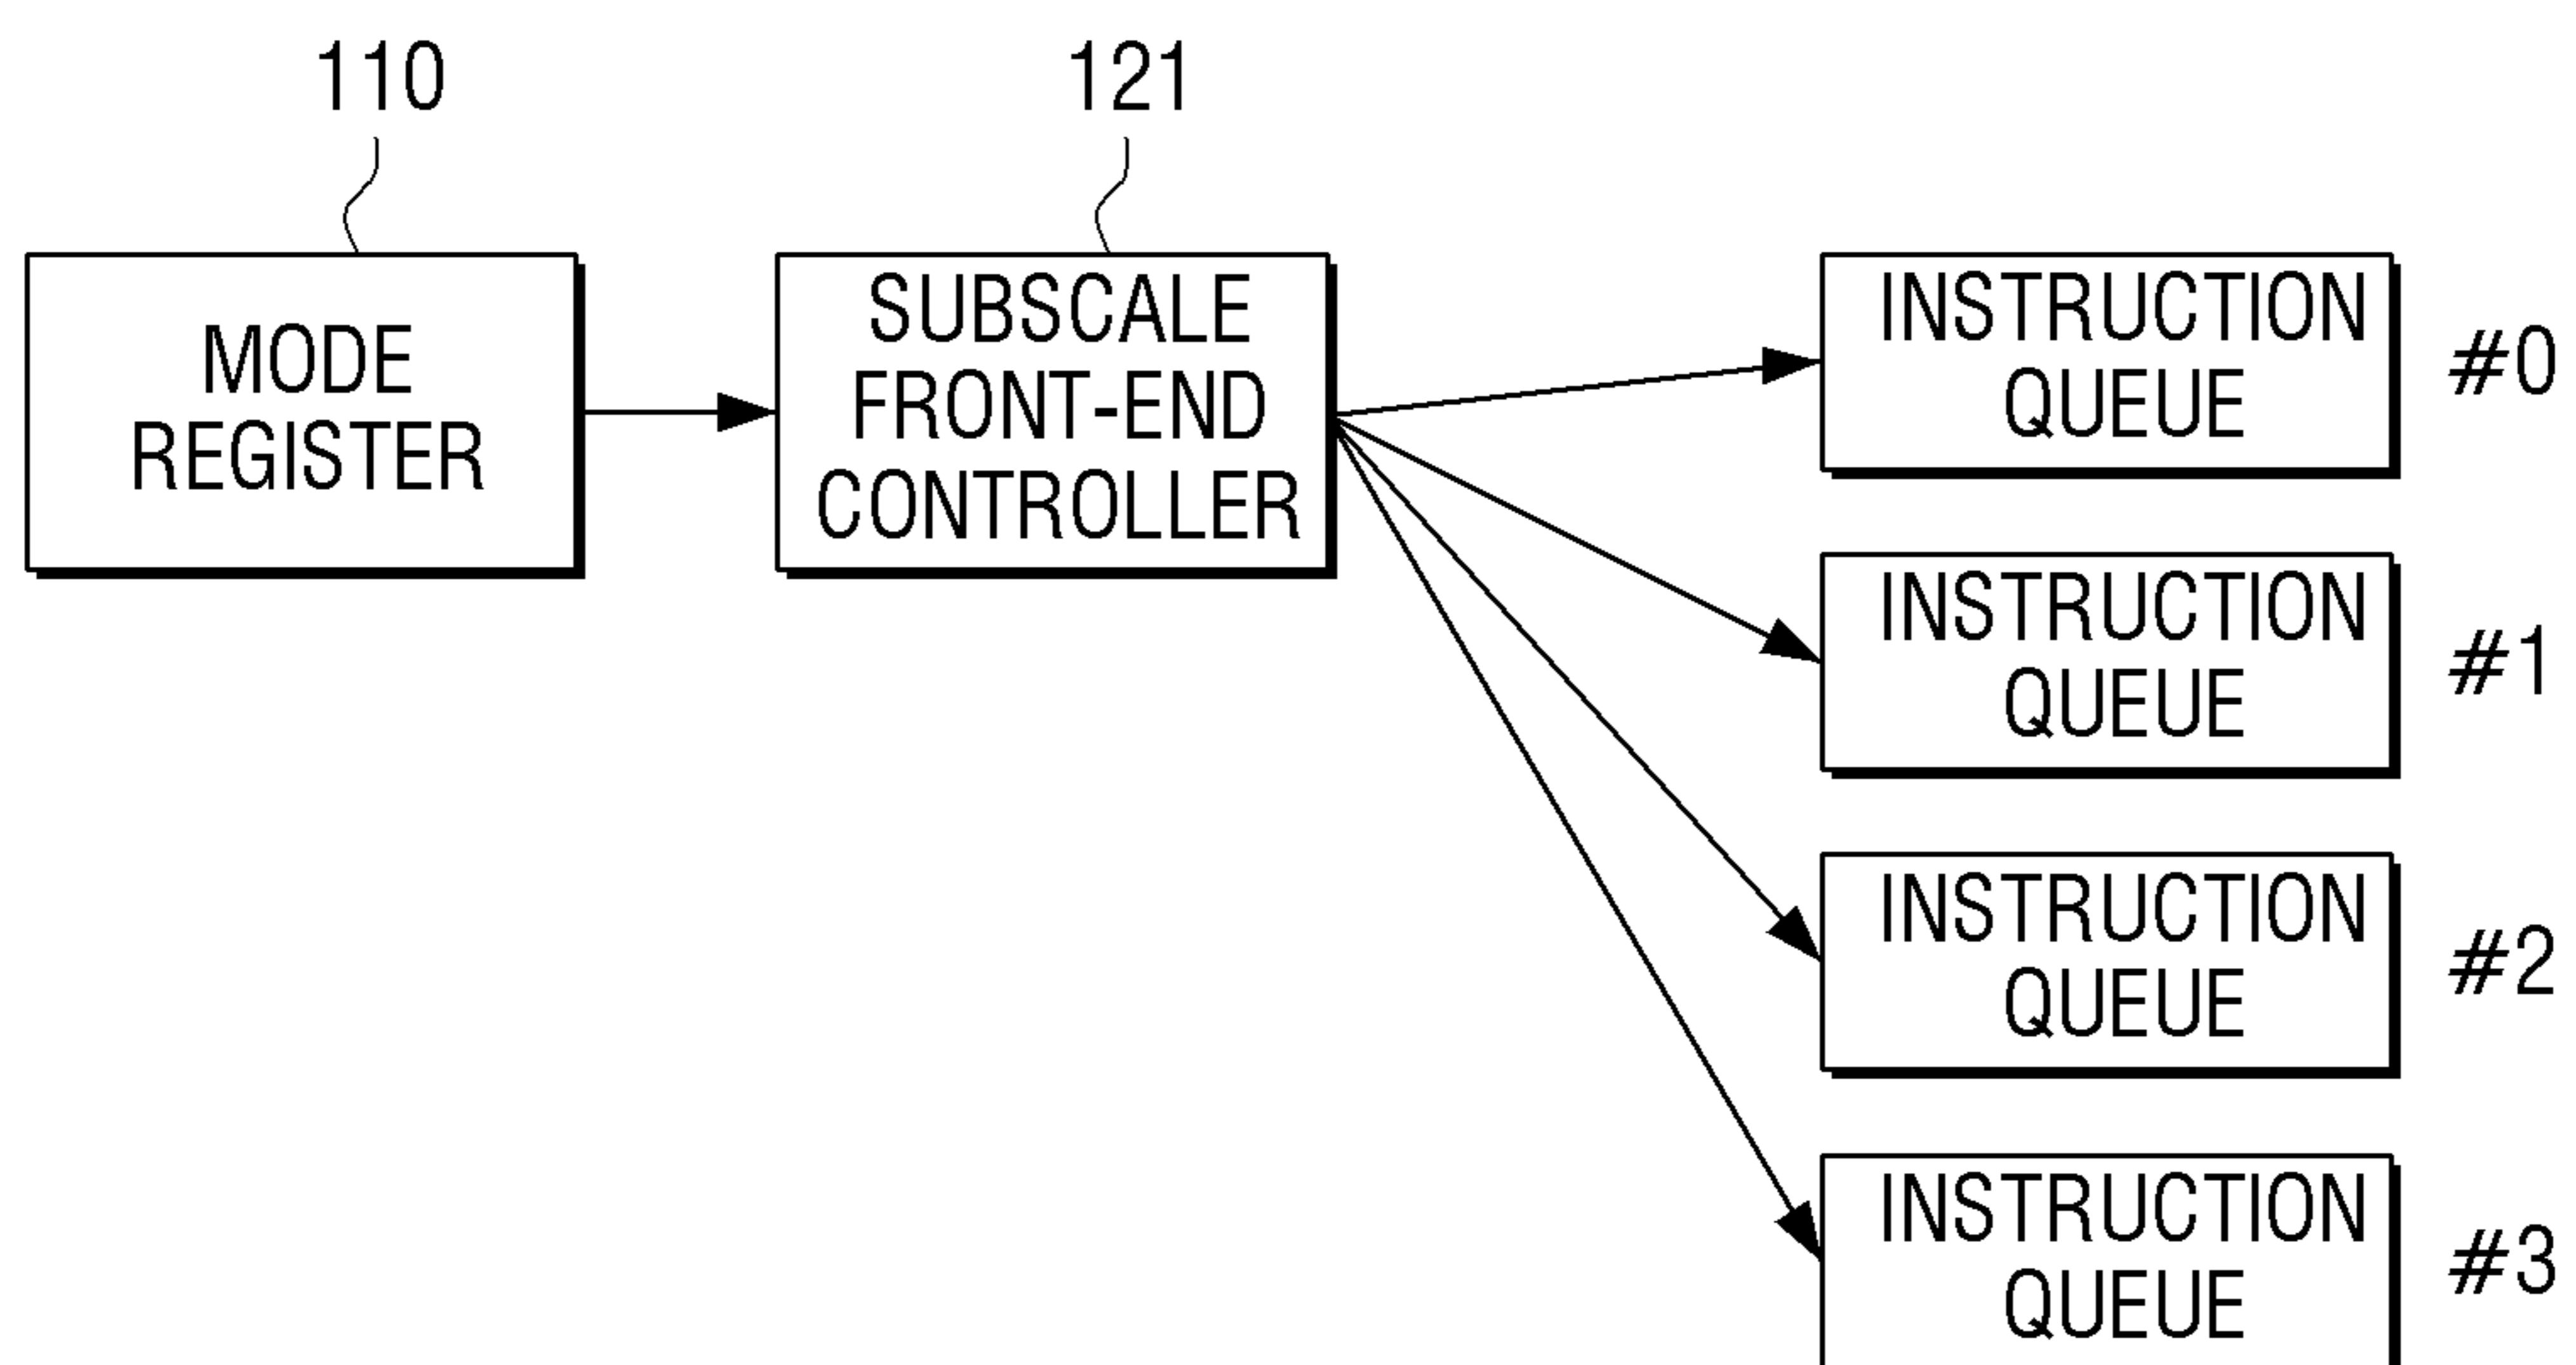 110
121
MODE
REGISTER
SUBSCALE
FRONT-END
CONTROLLER
INSTRUCTION
QUEUE
#0
INSTRUCTION
QUEUE
#1
INSTRUCTION
QUEUE
#2
INSTRUCTION
QUEUE
#3